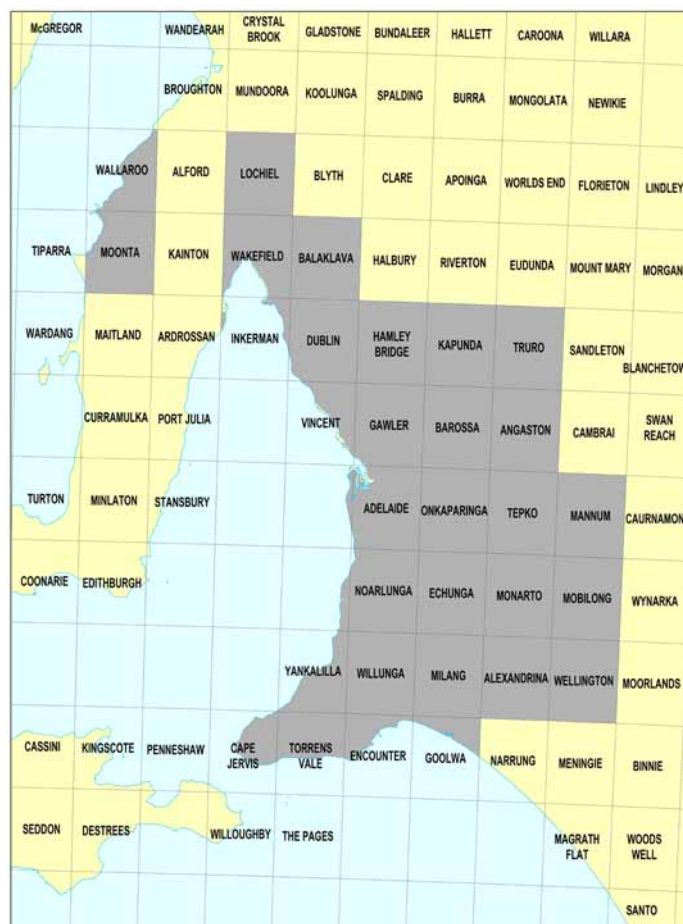 McGREGOR
WANDEARAH
CRYSTAL
BROOK
GLADSTONE
BUNDALEER
HALLETT
CAROONA
WILLARA
BROUGHTON
MUNDOORA
KOOLUNGA
SPALDING
BURRA
MONGOLATA
NEWIKIE
WALLAROO
ALFORD
LOCHIEL
BLYTH
CLARE
APOINGA
WORLDS END
FLORIETON
LINDLEY
TIPARRA
MOONTA
KAINTON
WAKEFIELD
BALAKLAVA
HALBURY
RIVERTON
EUDUNDA
MOUNT MARY
MORGAN
WARDANG
MAITLAND
ARDROSSAN
INKERMAN
DUBLIN
HAMLEY
BRIDGE
KAPUNDA
TRURO
SANDLETON
BLANCHETOW
CURRAMULKA
PORT JULIA
VINCENT
GAWLER
BAROSSA
ANGASTON
CAMBRAI
SWAN
REACH
TURTON
MINLATON
STANSBURY
ADELAIDE
ONKAPARINGA
TEPKO
MANNUM
CAURNAMON
COONARIE
EDITHBURGH
NOARLUNGA
ECHUNGA
MONARTO
MOBILONG
WYNARKA
YANKALILLA
WILLUNGA
MILANG
ALEXANDRINA
WELLINGTON
MOORLANDS
CASSINI
KINGSCOTE
PENNESHAW
CAPE
JERVIS
TORRENS
VALE
ENCOUNTER
GOOLWA
NARRUNG
MENINGIE
BINNIE
SEDDON
DESTREES
WILLOUGHBY
THE PAGES
MAGRATH
FLAT
WOODS
WELL
SANTO